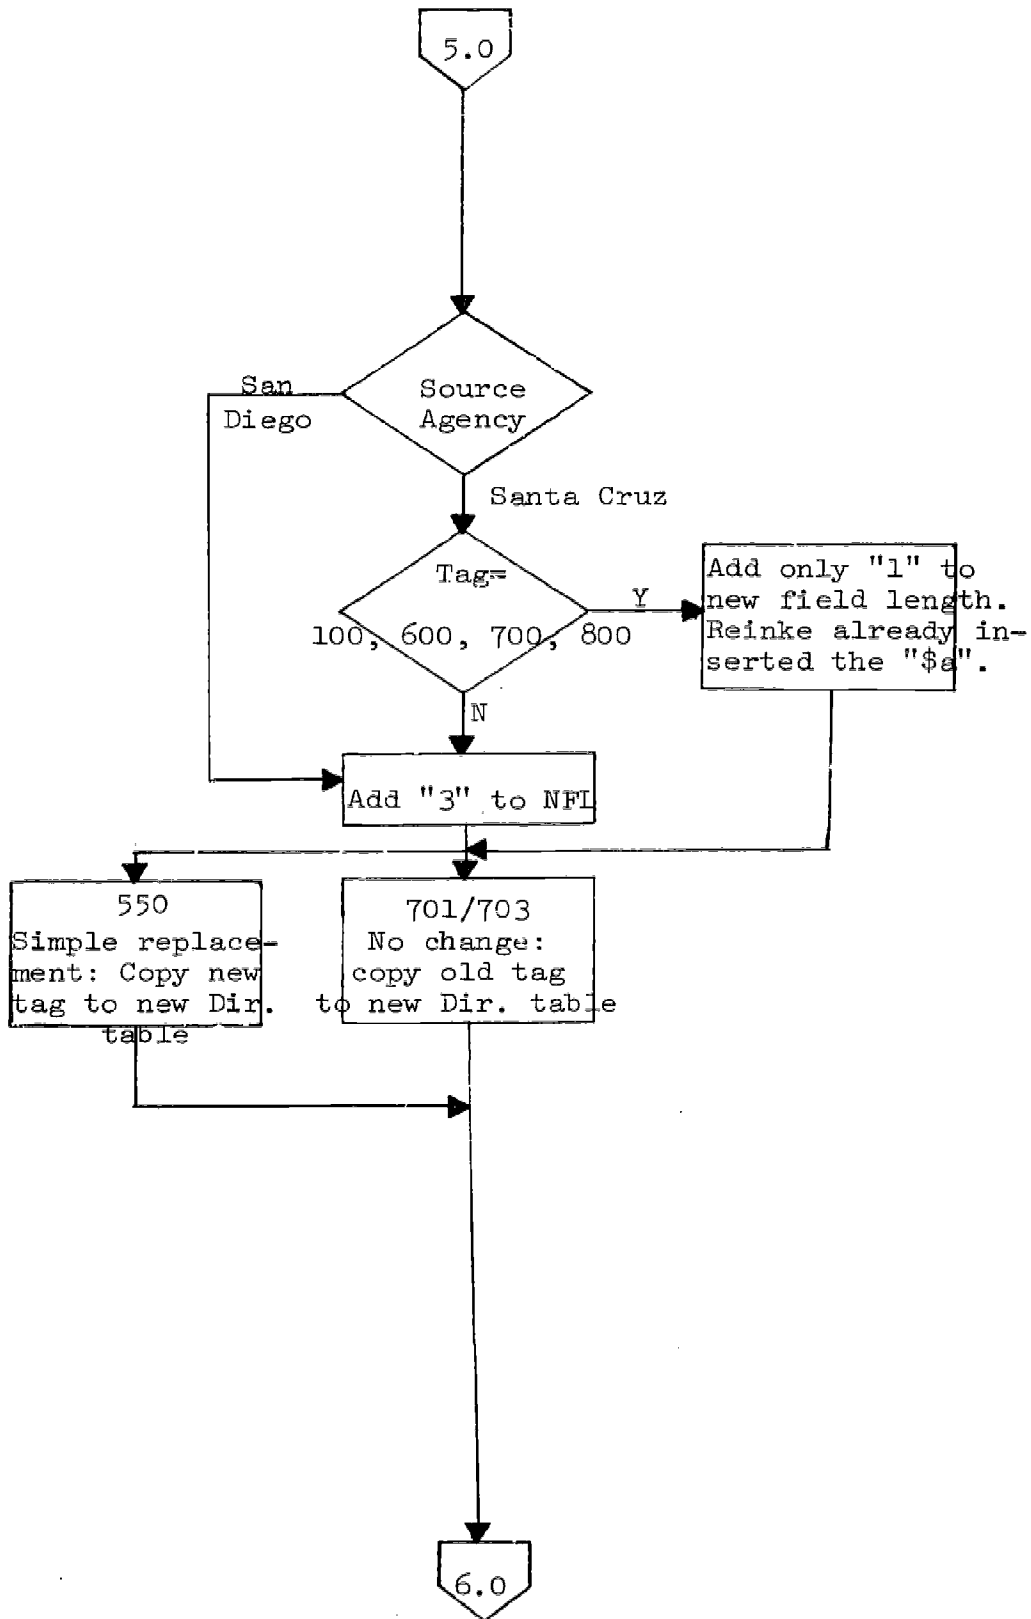 5.0
San
Diego
Source
Agency
Santa Cruz
Tag=
100, 600, 700, 800
Y
Add only "1" to
new field length.
Reinke already in-
serted the "$a".
N
Add "3" to NFL
550
Simple replace-
ment: Copy new
tag to new Dir.
table
701/703
No change:
copy old tag
to new Dir. table
6.0